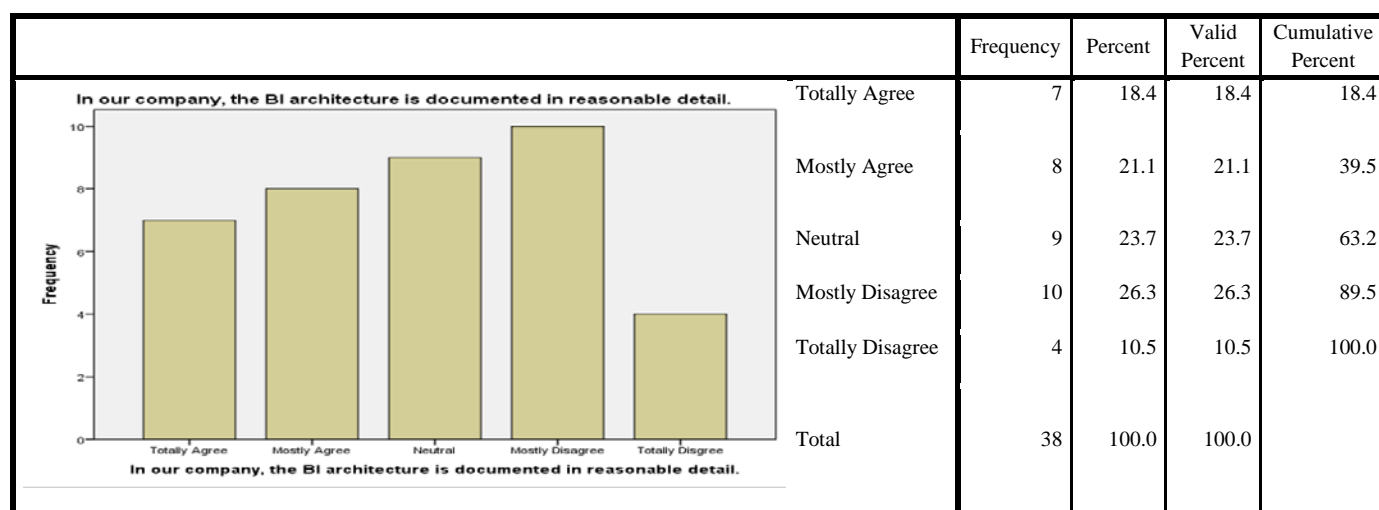 Frequency Percent Valid Percent Cumulative Percent
In our company, the BI architecture is documented in reasonable detail.
Frequency
10
8
6
4
2
0
Totally Agree Mostly Agree Neutral Mostly Disagree Totally Disgree
In our company, the BI architecture is documented in reasonable detail.
Totally Agree 7 18.4 18.4 18.4
Mostly Agree 8 21.1 21.1 39.5
Neutral 9 23.7 23.7 63.2
Mostly Disagree 10 26.3 26.3 89.5
Totally Disagree 4 10.5 10.5 100.0
Total 38 100.0 100.0